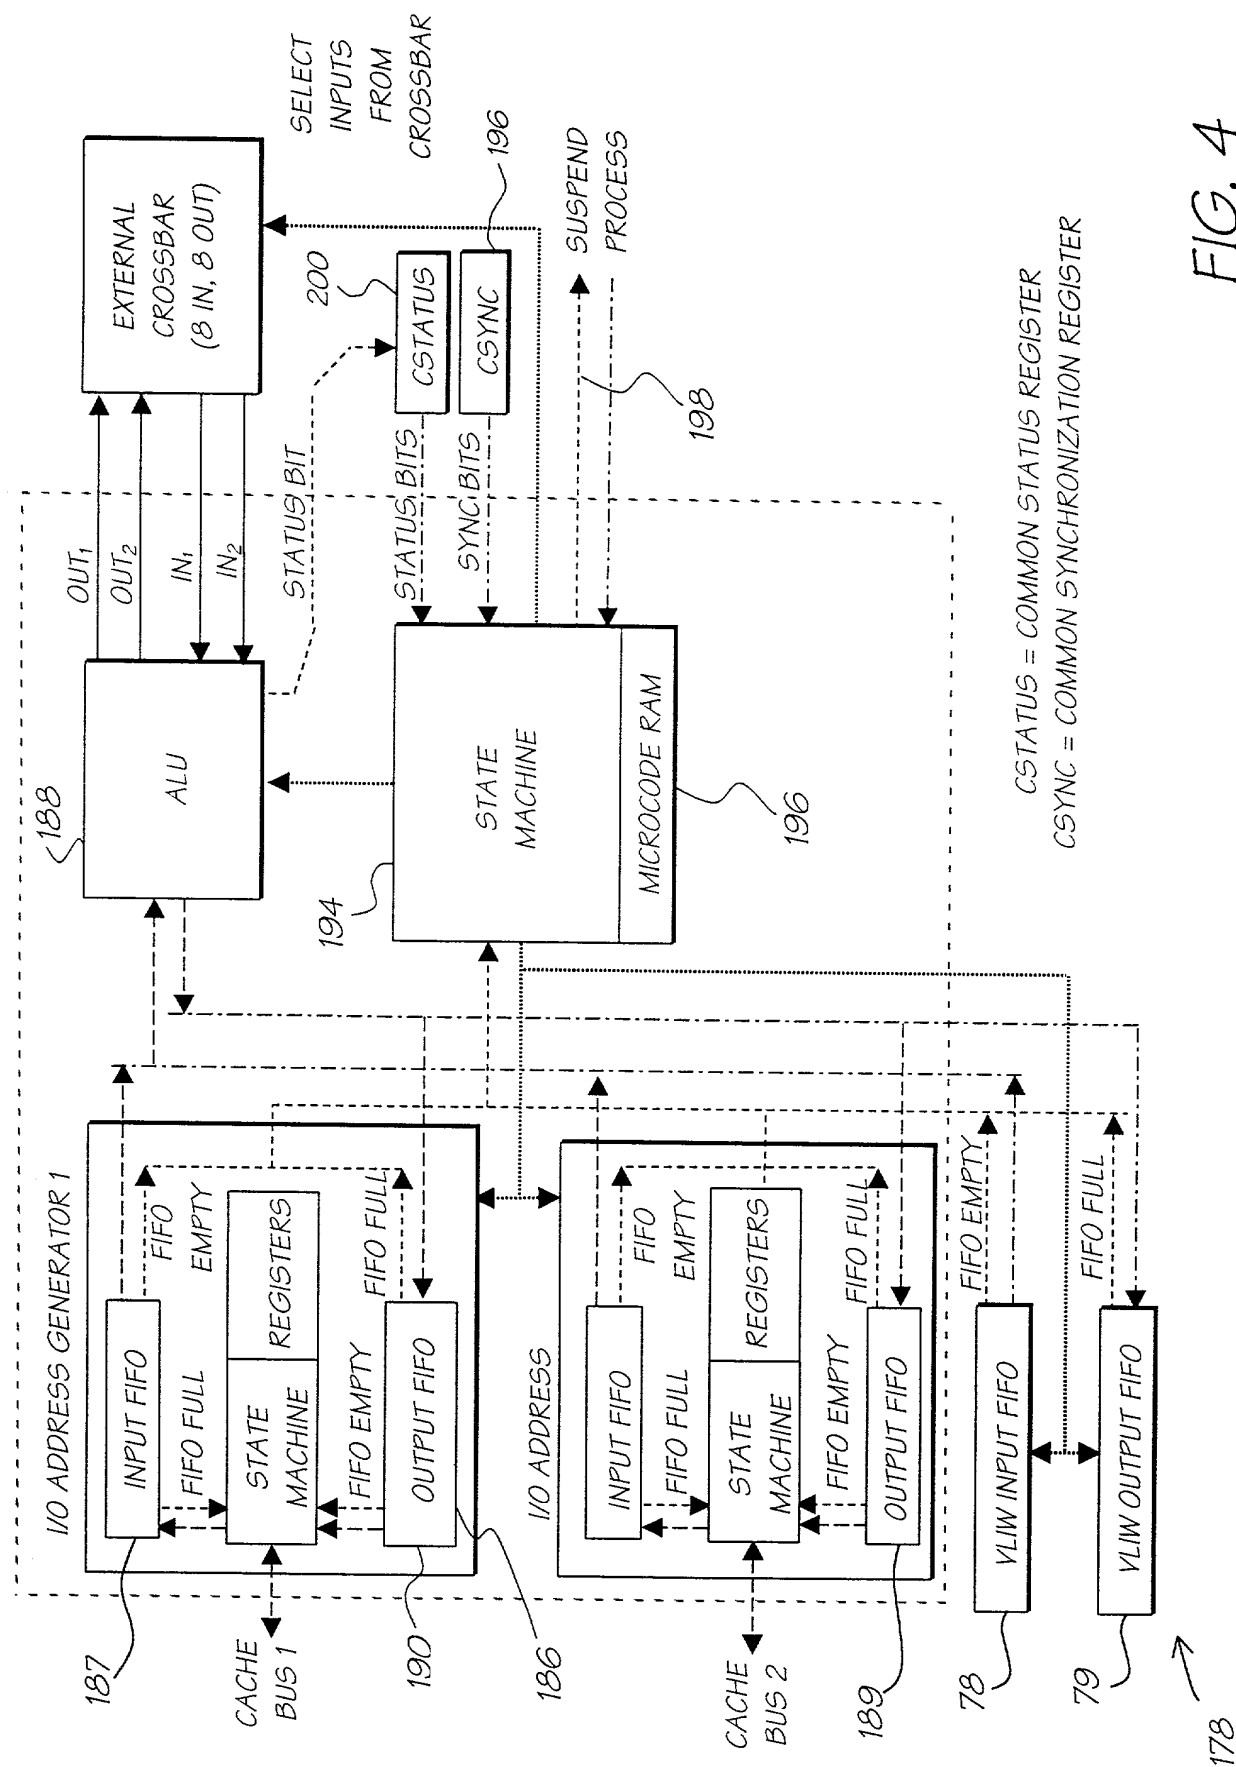 I/O ADDRESS GENERATOR 1
187
INPUT FIFO
FIFO FULL
FIFO
EMPTY
STATE
MACHINE
REGISTERS
FIFO EMPTY
FIFO FULL
OUTPUT FIFO
190
186
CACHE
BUS 1
188
ALU
OUT1
OUT2
IN1
IN2
EXTERNAL
CROSSBAR
(8 IN, 8 OUT)
SELECT
INPUTS
FROM
CROSSBAR
STATUS BIT
200
CSTATUS
STATUS BITS
196
CSYNC
SYNC BITS
194
STATE
MACHINE
MICROCODE RAM
196
SUSPEND
PROCESS
198
I/O ADDRESS
INPUT FIFO
FIFO FULL
FIFO
EMPTY
STATE
MACHINE
REGISTERS
FIFO EMPTY
FIFO FULL
OUTPUT FIFO
189
CACHE
BUS 2
78
VLIW INPUT FIFO
FIFO EMPTY
79
VLIW OUTPUT FIFO
FIFO FULL
178
CSTATUS = COMMON STATUS REGISTER
CSYNC = COMMON SYNCHRONIZATION REGISTER
FIG. 4